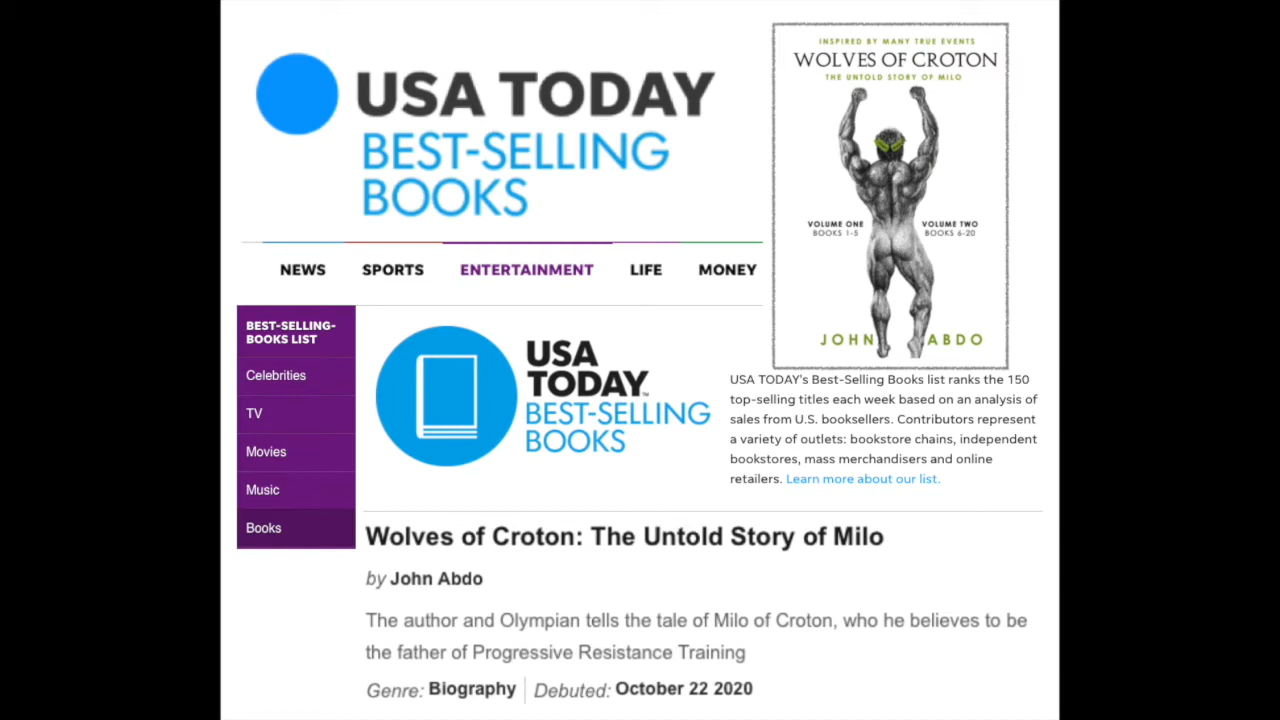 USA TODAY
BEST-SELLING
BOOKS
INSPIRED BY MANY TRUE EVENTS
WOLVES OF CROTON
THE UNTOLD STORY OF MILO
VOLUME ONE
BOOKS 1-5
VOLUME TWO
BOOKS 6-20
JOHN ABDO
NEWS SPORTS ENTERTAINMENT LIFE MONEY
BEST-SELLING-
BOOKS LIST
Celebrities
TV
Movies
Music
Books
USA
TODAY™
BEST-SELLING
BOOKS
USA TODAY's Best-Selling Books list ranks the 150
top-selling titles each week based on an analysis of
sales from U.S. booksellers. Contributors represent
a variety of outlets: bookstore chains, independent
bookstores, mass merchandisers and online
retailers. Learn more about our list.
Wolves of Croton: The Untold Story of Milo
by John Abdo
The author and Olympian tells the tale of Milo of Croton, who he believes to be
the father of Progressive Resistance Training
Genre: Biography Debuted: October 22 2020